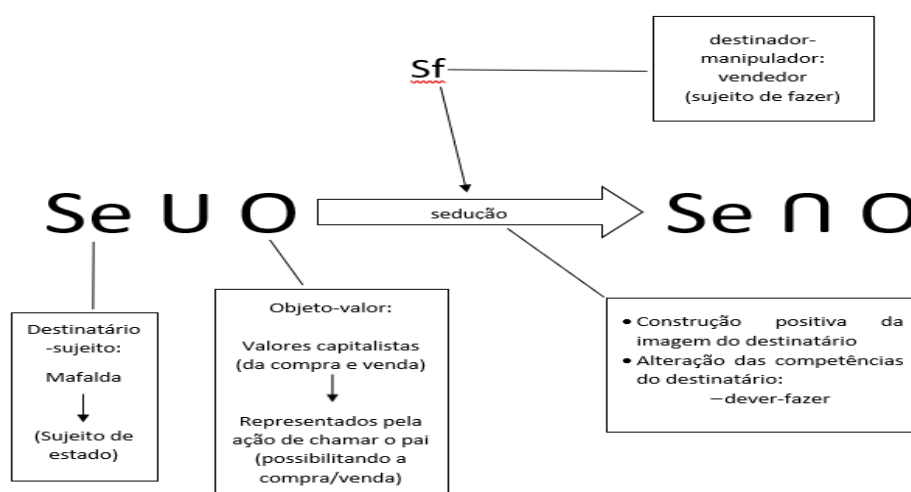 Sf
destinador-
manipulador:
vendedor
(sujeito de fazer)
Se U O
sedução
Se ∩ O
Destinatário
-sujeito:
Mafalda
(Sujeito de
estado)
Objeto-valor:
Valores capitalistas
(da compra e venda)
Representados pela
ação de chamar o pai
(possibilitando a
compra/venda)
• Construção positiva da
imagem do destinatário
• Alteração das competências
do destinatário:
–dever-fazer